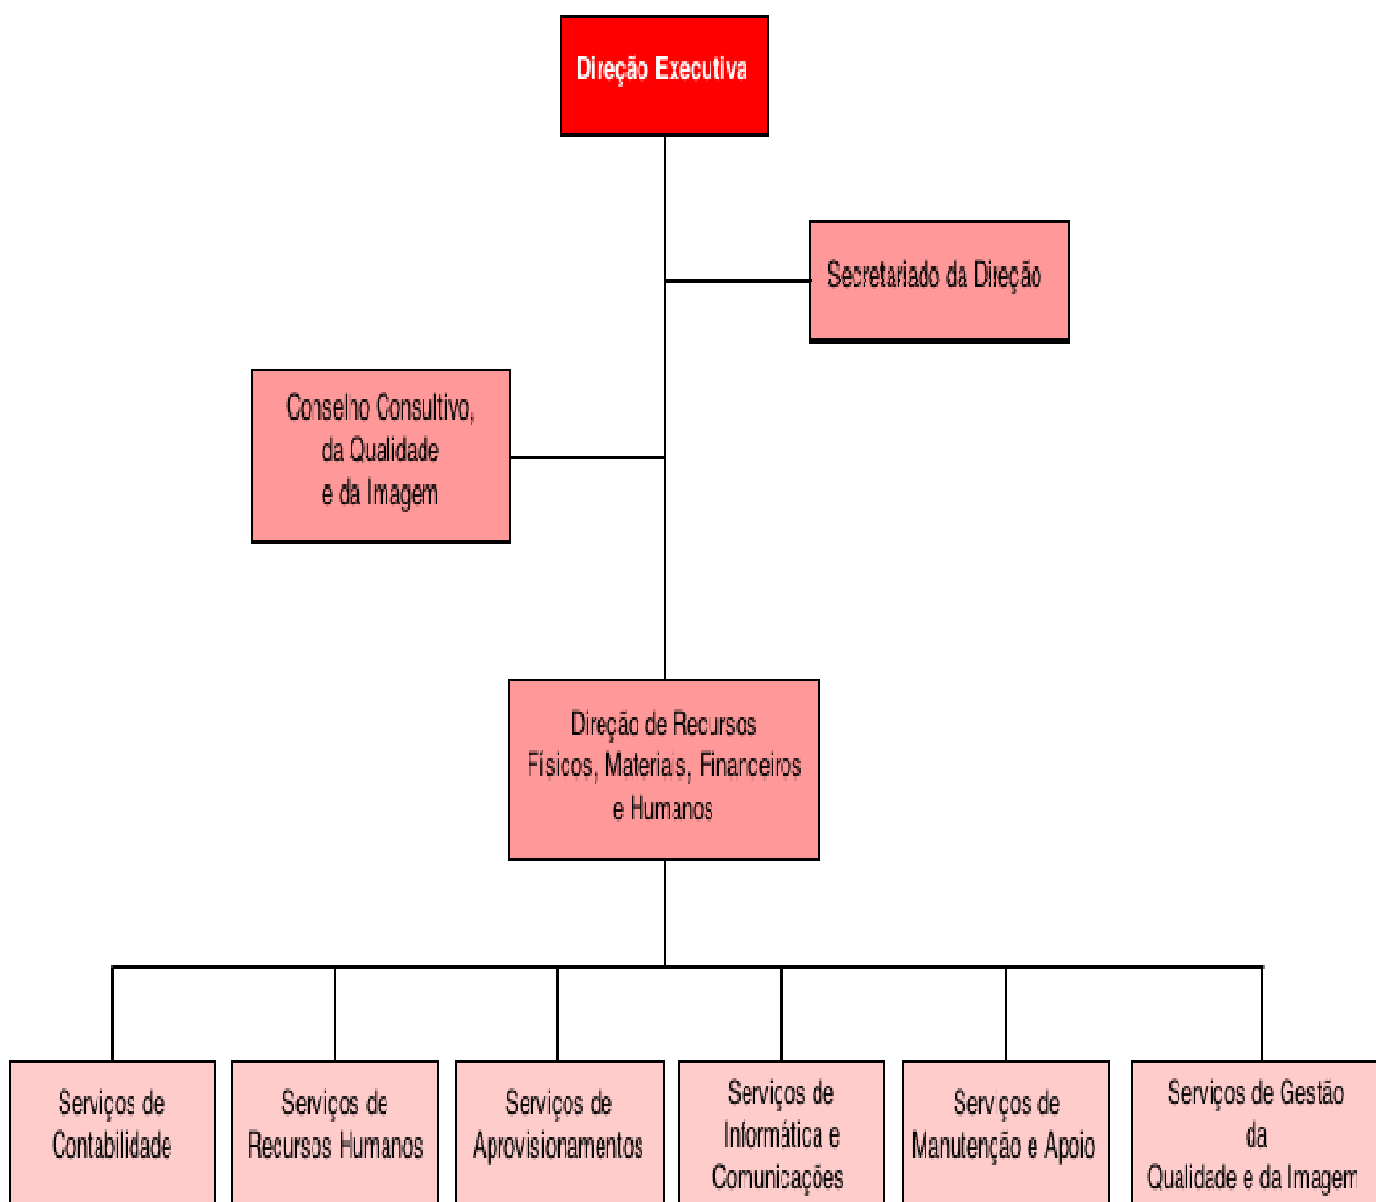 Direção Executiva
Secretariado da Direção
Conselho Consultivo,
da Qualidade
e da Imagem
Direção de Recursos
Físicos, Materiais, Financeiros
e Humanos
Serviços de
Contabilidade
Serviços de
Recursos Humanos
Serviços de
Aprovisionamentos
Serviços de
Informática e
Comunicações
Serviços de
Manutenção e Apoio
Serviços de Gestão
da
Qualidade e da Imagem